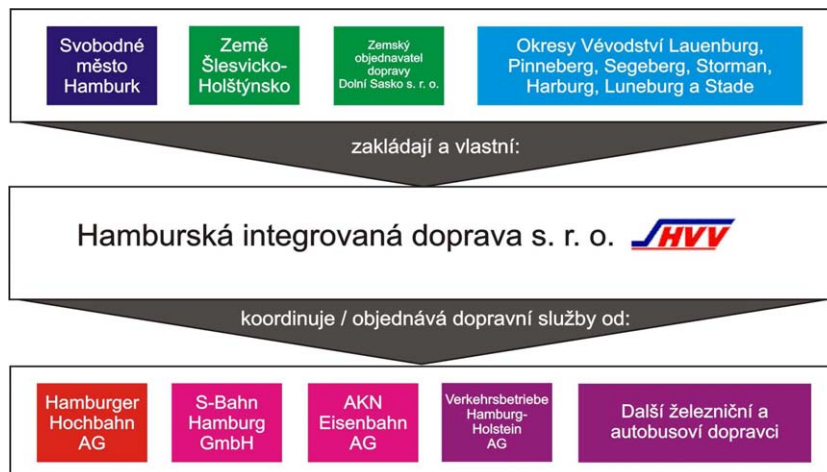 Svobodné
město
Hamburk
Země
Šlesvicko-
Holštýnsko
Zemský
objednavatel
dopravy
Dolní Sasko s. r. o.
Okresy Vévodství Lauenburg,
Pinneberg, Segeberg, Storman,
Harburg, Luneburg a Stade
zakládají a vlastní:
Hamburská integrovaná doprava s. r. o. HVV
koordinuje / objednává dopravní služby od:
Hamburger
Hochbahn
AG
S-Bahn
Hamburg
GmbH
AKN
Eisenbahn
AG
Verkehrsbetriebe
Hamburg-
Holstein
AG
Další železniční a
autobusoví dopravci